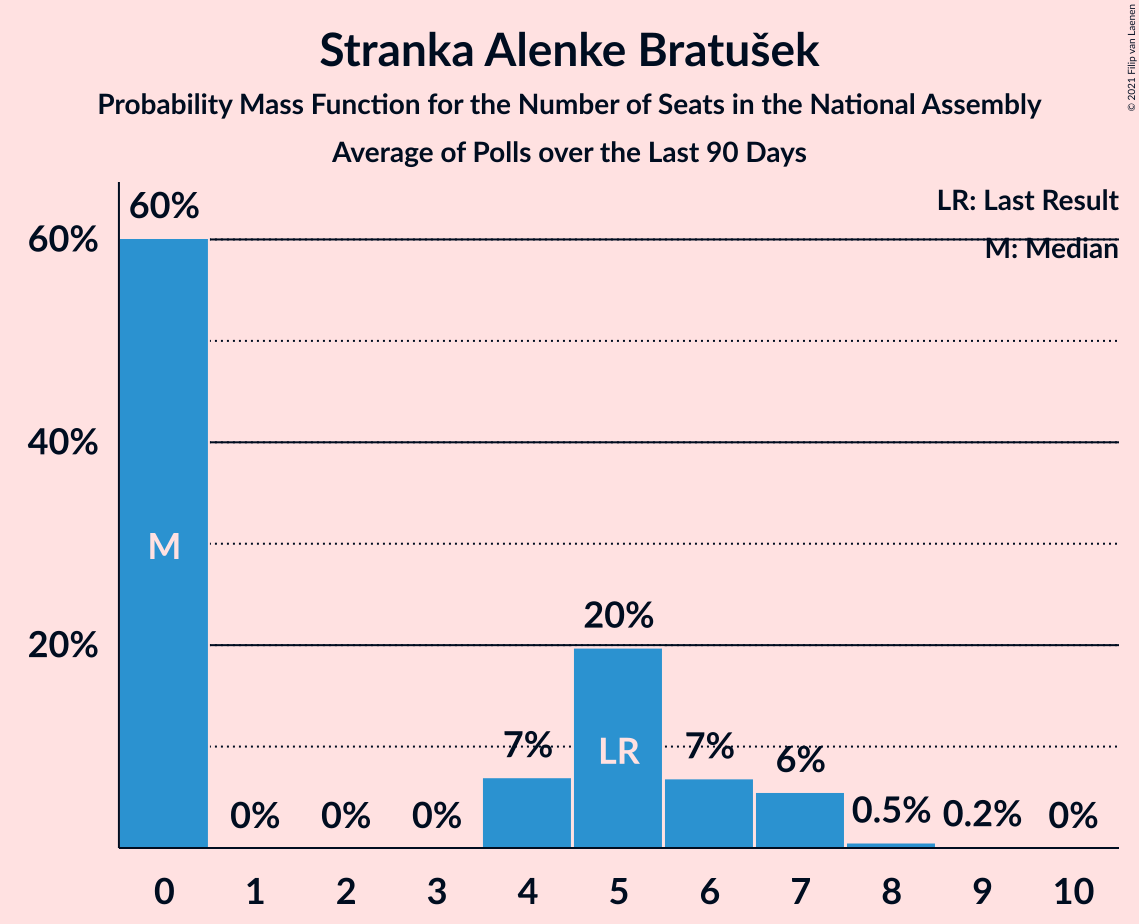 Stranka Alenke Bratušek
Probability Mass Function for the Number of Seats in the National Assembly
Average of Polls over the Last 90 Days
© 2021 Filip van Laenen
LR: Last Result
M: Median
60%
60%
40%
20%
M
0%
0%
0%
7%
20%
LR
7%
6%
0.5%
0.2%
0%
0 1 2 3 4 5 6 7 8 9 10